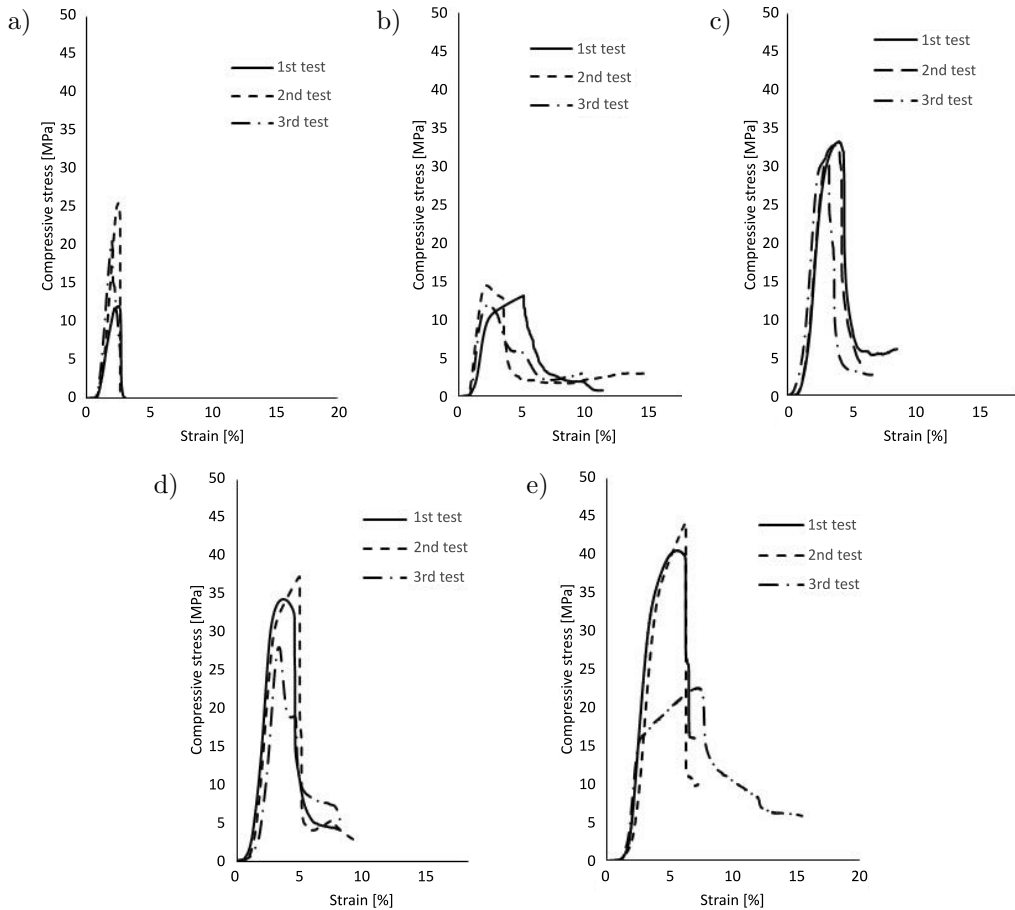 a)
50
45
40
35
30
25
20
15
10
5
0
Compressive stress [MPa]
1st test
2nd test
3rd test
0 5 10 15 20
Strain [%]
b)
50
45
40
35
30
25
20
15
10
5
0
Compressive stress [MPa]
1st test
2nd test
3rd test
0 5 10 15
Strain [%]
c)
50
45
40
35
30
25
20
15
10
5
0
Compressive stress [MPa]
1st test
2nd test
3rd test
0 5 10 15
Strain [%]
d)
50
45
40
35
30
25
20
15
10
5
0
Compressive stress [MPa]
1st test
2nd test
3rd test
0 5 10 15
Strain [%]
e)
50
45
40
35
30
25
20
15
10
5
0
Compressive stress [MPa]
1st test
2nd test
3rd test
0 5 10 15 20
Strain [%]